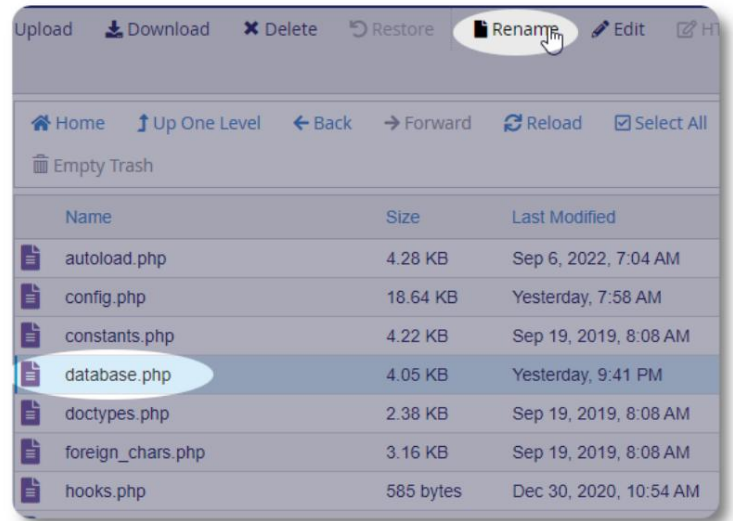 Upload Download Delete Restore Rename Edit
Home Up One Level Back Forward Reload Select All
Empty Trash
Name Size Last Modified
autoload.php 4.28 KB Sep 6, 2022, 7:04 AM
config.php 18.64 KB Yesterday, 7:58 AM
constants.php 4.22 KB Sep 19, 2019, 8:08 AM
database.php 4.05 KB Yesterday, 9:41 PM
doctypes.php 2.38 KB Sep 19, 2019, 8:08 AM
foreign_chars.php 3.16 KB Sep 19, 2019, 8:08 AM
hooks.php 585 bytes Dec 30, 2020, 10:54 AM